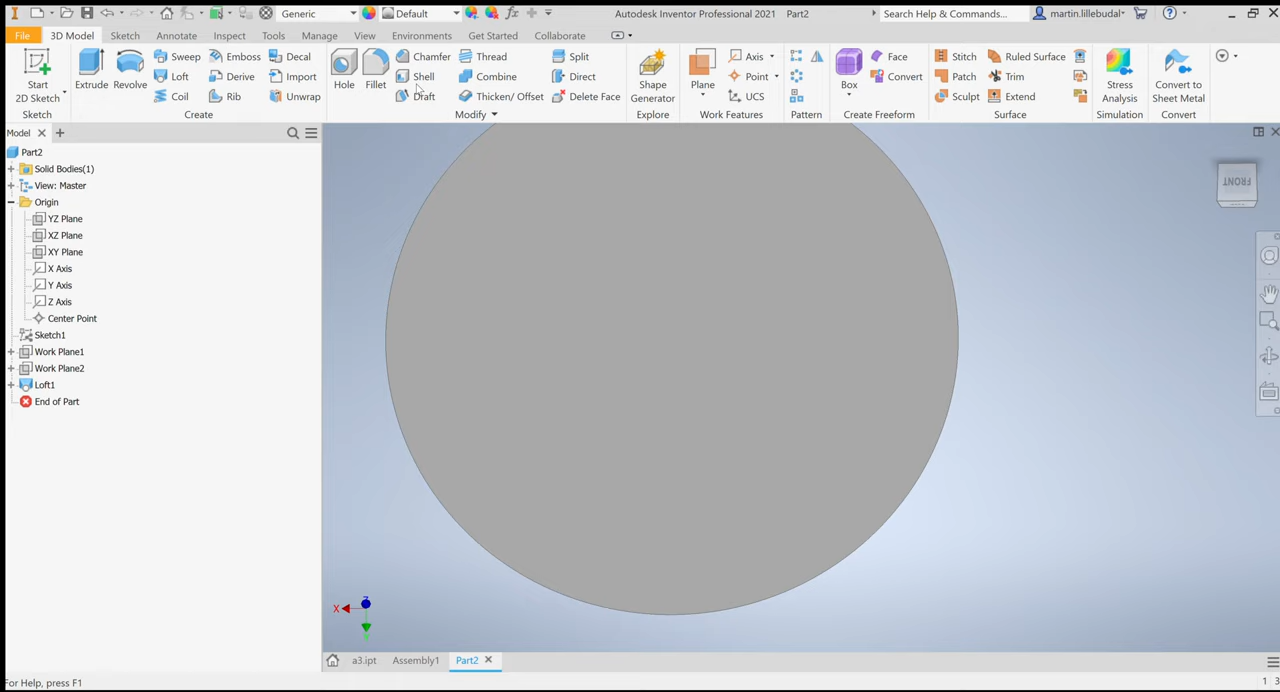 Generic Default Autodesk Inventor Professional 2021 Part2 Search Help & Commands... martin.lillebudal
File 3D Model Sketch Annotate Inspect Tools Manage View Environments Get Started Collaborate
Start 2D Sketch Extrude Revolve Sweep Emboss Decal Hole Fillet Chamfer Thread Split Shape Generator Plane Axis Box Face Stitch Ruled Surface Stress Analysis Convert to Sheet Metal
Loft Derive Import Shell Combine Direct Point Convert Patch Trim
Coil Rib Unwrap Draft Thicken/ Offset Delete Face UCS Sculpt Extend
Sketch Create Modify Explore Work Features Pattern Create Freeform Surface Simulation Convert
Model
Part2
Solid Bodies(1)
View: Master
Origin
YZ Plane
XZ Plane
XY Plane
X Axis
Y Axis
Z Axis
Center Point
Sketch1
Work Plane1
Work Plane2
Loft1
End of Part
FRONT
Z
X
a3.ipt Assembly1 Part2
For Help, press F1
1 3